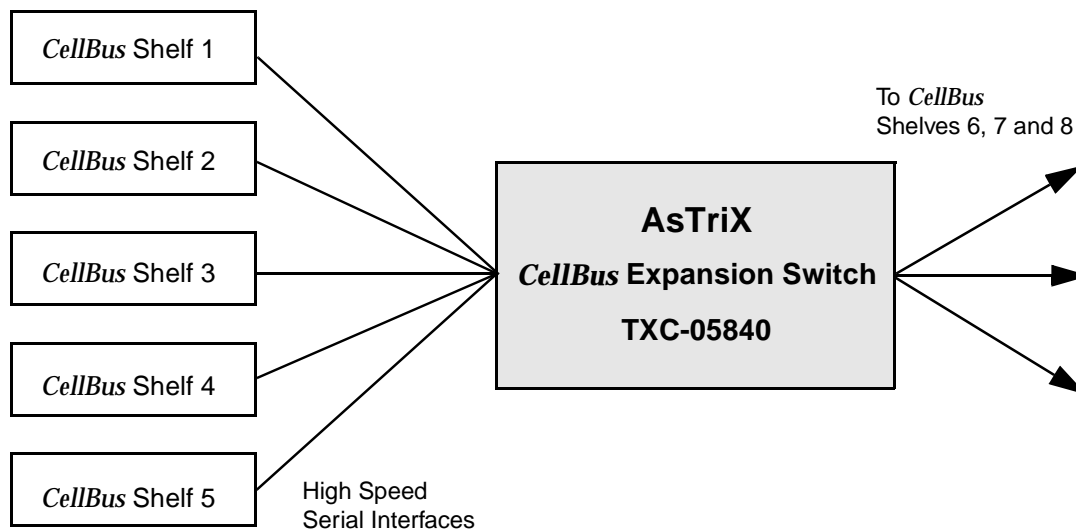 CellBus Shelf 1
CellBus Shelf 2
CellBus Shelf 3
CellBus Shelf 4
CellBus Shelf 5
High Speed
Serial Interfaces
AsTriX
CellBus Expansion Switch
TXC-05840
To CellBus
Shelves 6, 7 and 8